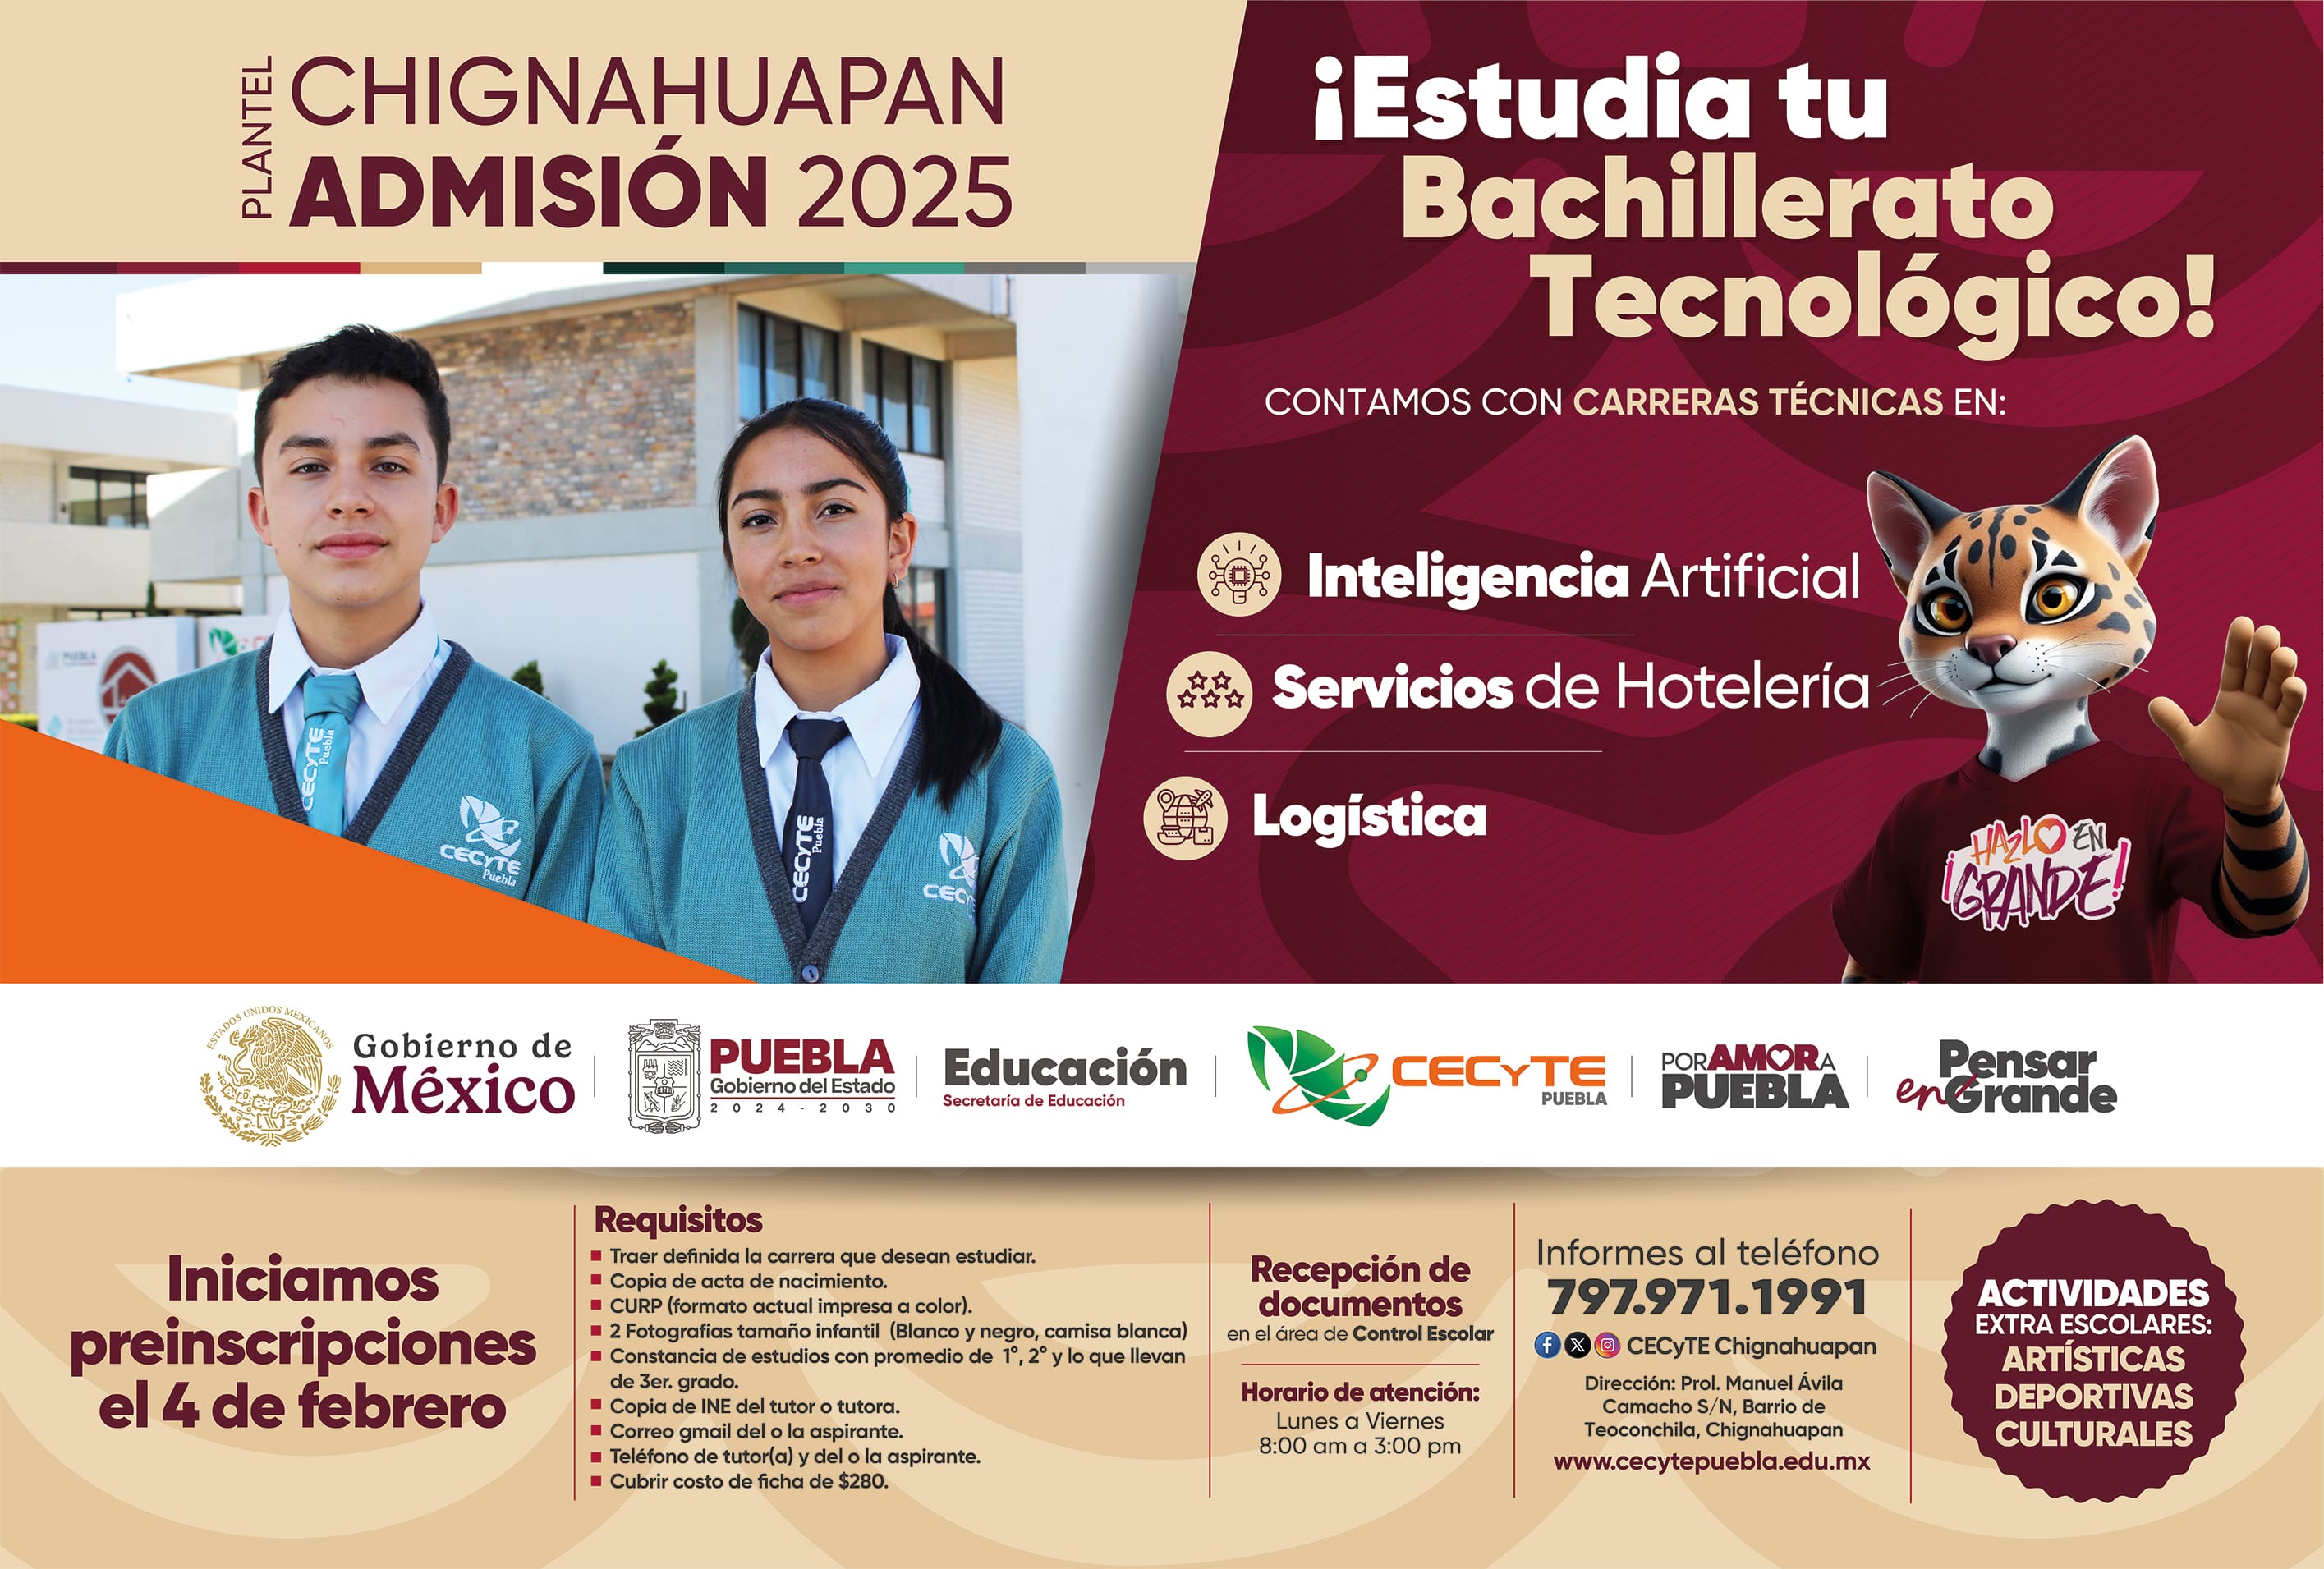 PLANTEL
CHIGNAHUAPAN
ADMISIÓN 2025
¡Estudia tu
Bachillerato
Tecnológico!
CONTAMOS CON CARRERAS TÉCNICAS EN:
Inteligencia Artificial
Servicios de Hotelería
Logística
¡HAZLO EN
GRANDE!
CECyTE
Puebla
CECyTE
Puebla
CECyTE
Puebla
PUEBLA
ESTADOS UNIDOS MEXICANOS
Gobierno de
México
PUEBLA
Gobierno del Estado
2024-2030
Educación
Secretaría de Educación
CECyTE
PUEBLA
POR AMOR A
PUEBLA
Pensar
en Grande
Iniciamos
preinscripciones
el 4 de febrero
Requisitos
Traer definida la carrera que desean estudiar.
Copia de acta de nacimiento.
CURP (formato actual impresa a color).
2 Fotografías tamaño infantil (Blanco y negro, camisa blanca)
Constancia de estudios con promedio de 1°, 2° y lo que llevan
de 3er. grado.
Copia de INE del tutor o tutora.
Correo gmail del o la aspirante.
Teléfono de tutor(a) y del o la aspirante.
Cubrir costo de ficha de $280.
Recepción de
documentos
en el área de Control Escolar
Horario de atención:
Lunes a Viernes
8:00 am a 3:00 pm
Informes al teléfono
797.971.1991
CECyTE Chignahuapan
Dirección: Prol. Manuel Ávila
Camacho S/N, Barrio de
Teoconchila, Chignahuapan
www.cecytepuebla.edu.mx
ACTIVIDADES
EXTRA ESCOLARES:
ARTÍSTICAS
DEPORTIVAS
CULTURALES